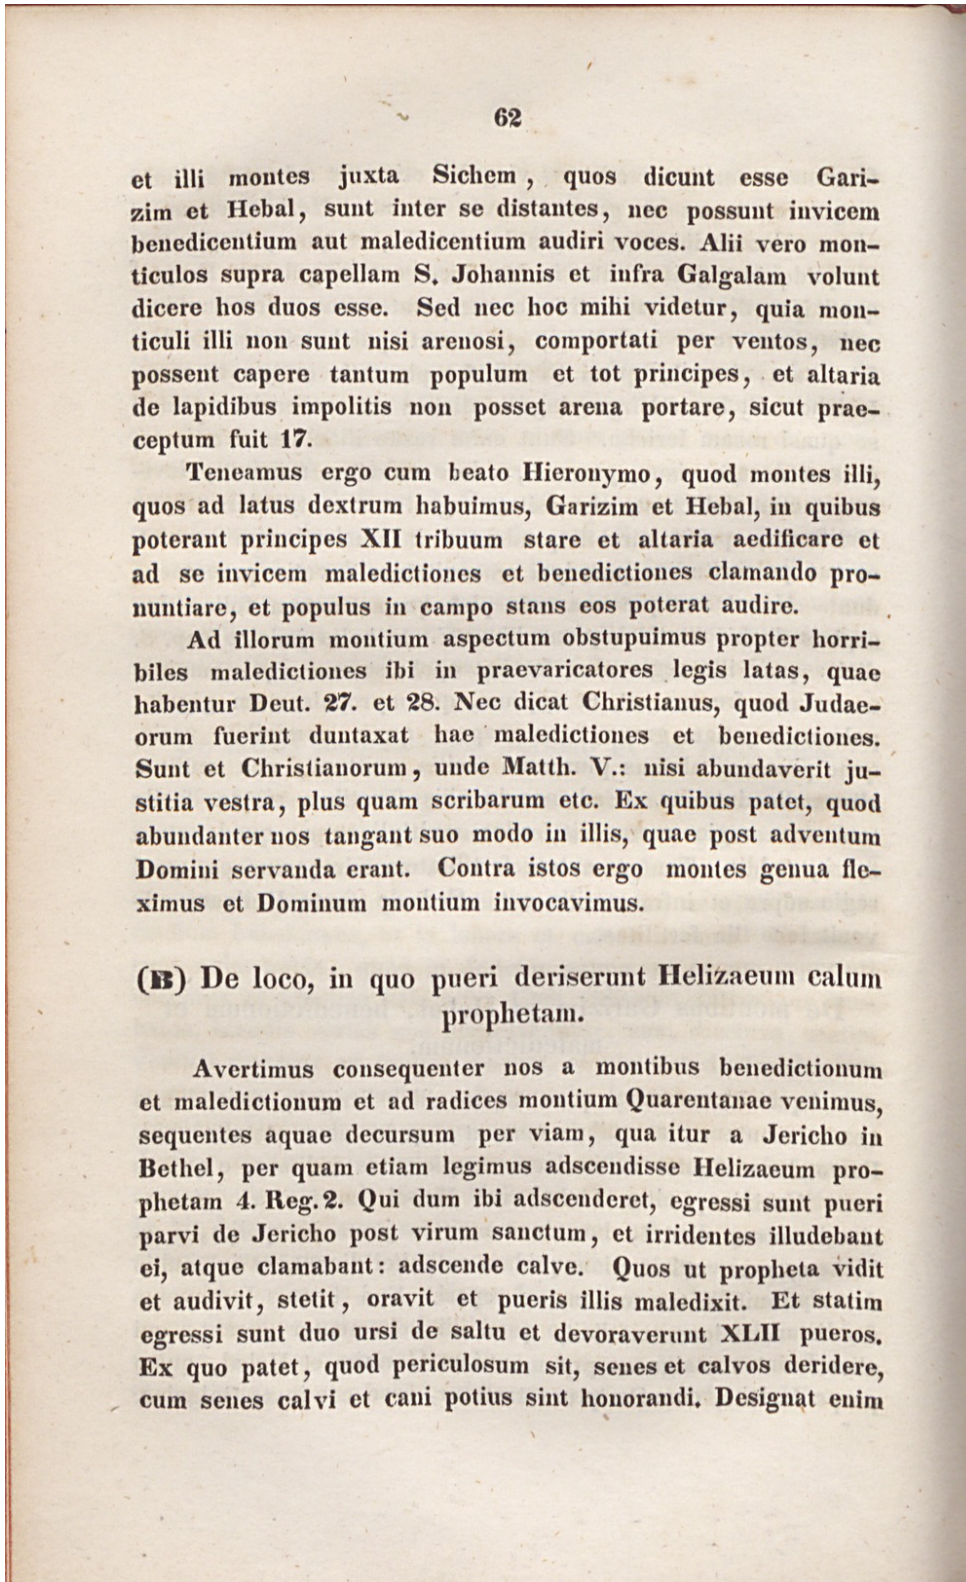 62
et illi montes juxta Sichem, quos dicunt esse Gari-
zim et Hebal, sunt inter se distantes, nec possunt invicem
benedicentium aut maledicentium audiri voces. Alii vero mon-
ticulos supra capellam S. Johannis et infra Galgalam volunt
dicere hos duos esse. Sed nec hoc mihi videtur, quia mon-
ticuli illi non sunt nisi arenosi, comportati per ventos, nec
possent capere tantum populum et tot principes, et altaria
de lapidibus impolitis non posset arena portare, sicut prae-
ceptum fuit 17.
Teneamus ergo cum beato Hieronymo, quod montes illi,
quos ad latus dextrum habuimus, Garizim et Hebal, in quibus
poterant principes XII tribuum stare et altaria aedificare et
ad se invicem maledictiones et benedictiones clamando pro-
nuntiare, et populus in campo stans eos poterat audire.
Ad illorum montium aspectum obstupuimus propter horri-
biles maledictiones ibi in praevaricatores legis latas, quae
habentur Deut. 27. et 28. Nec dicat Christianus, quod Judae-
orum fuerint duntaxat hae maledictiones et benedictiones.
Sunt et Christianorum, unde Matth. V.: nisi abundaverit ju-
stitia vestra, plus quam scribarum etc. Ex quibus patet, quod
abundanter nos tangant suo modo in illis, quae post adventum
Domini servanda erant. Contra istos ergo montes genua fle-
ximus et Dominum montium invocavimus.
(B) De loco, in quo pueri deriserunt Helizaeum calum
prophetam.
Avertimus consequenter nos a montibus benedictionum
et maledictionum et ad radices montium Quarentanae venimus,
sequentes aquae decursum per viam, qua itur a Jericho in
Bethel, per quam etiam legimus adscendisse Helizaeum pro-
phetam 4. Reg. 2. Qui dum ibi adscenderet, egressi sunt pueri
parvi de Jericho post virum sanctum, et irridentes illudebant
ei, atque clamabant: adscende calve. Quos ut propheta vidit
et audivit, stetit, oravit et pueris illis maledixit. Et statim
egressi sunt duo ursi de saltu et devoraverunt XLII pueros.
Ex quo patet, quod periculosum sit, senes et calvos deridere,
cum senes calvi et cani potius sint honorandi. Designat enim